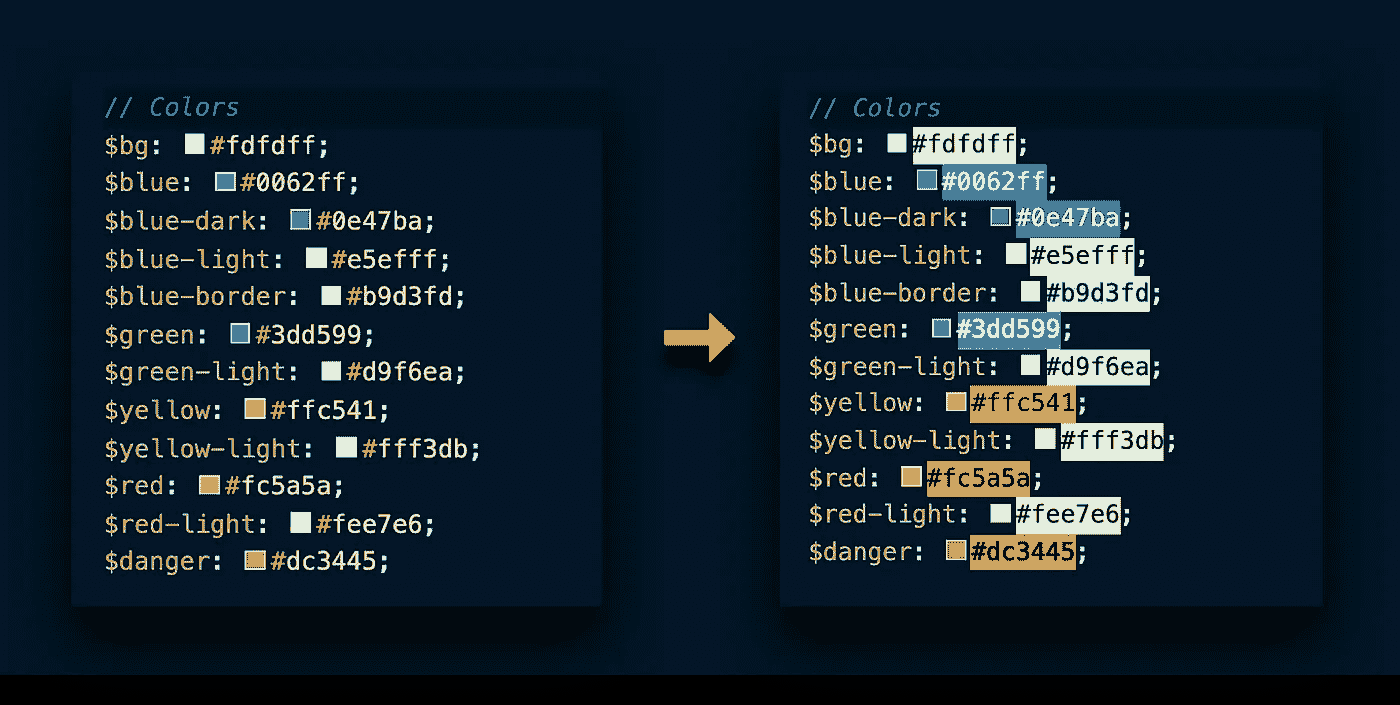 // Colors
$bg: #fdfdff;
$blue: #0062ff;
$blue-dark: #0e47ba;
$blue-light: #e5efff;
$blue-border: #b9d3fd;
$green: #3dd599;
$green-light: #d9f6ea;
$yellow: #ffc541;
$yellow-light: #fff3db;
$red: #fc5a5a;
$red-light: #fee7e6;
$danger: #dc3445;
// Colors
$bg: #fdfdff;
$blue: #0062ff;
$blue-dark: #0e47ba;
$blue-light: #e5efff;
$blue-border: #b9d3fd;
$green: #3dd599;
$green-light: #d9f6ea;
$yellow: #ffc541;
$yellow-light: #fff3db;
$red: #fc5a5a;
$red-light: #fee7e6;
$danger: #dc3445;